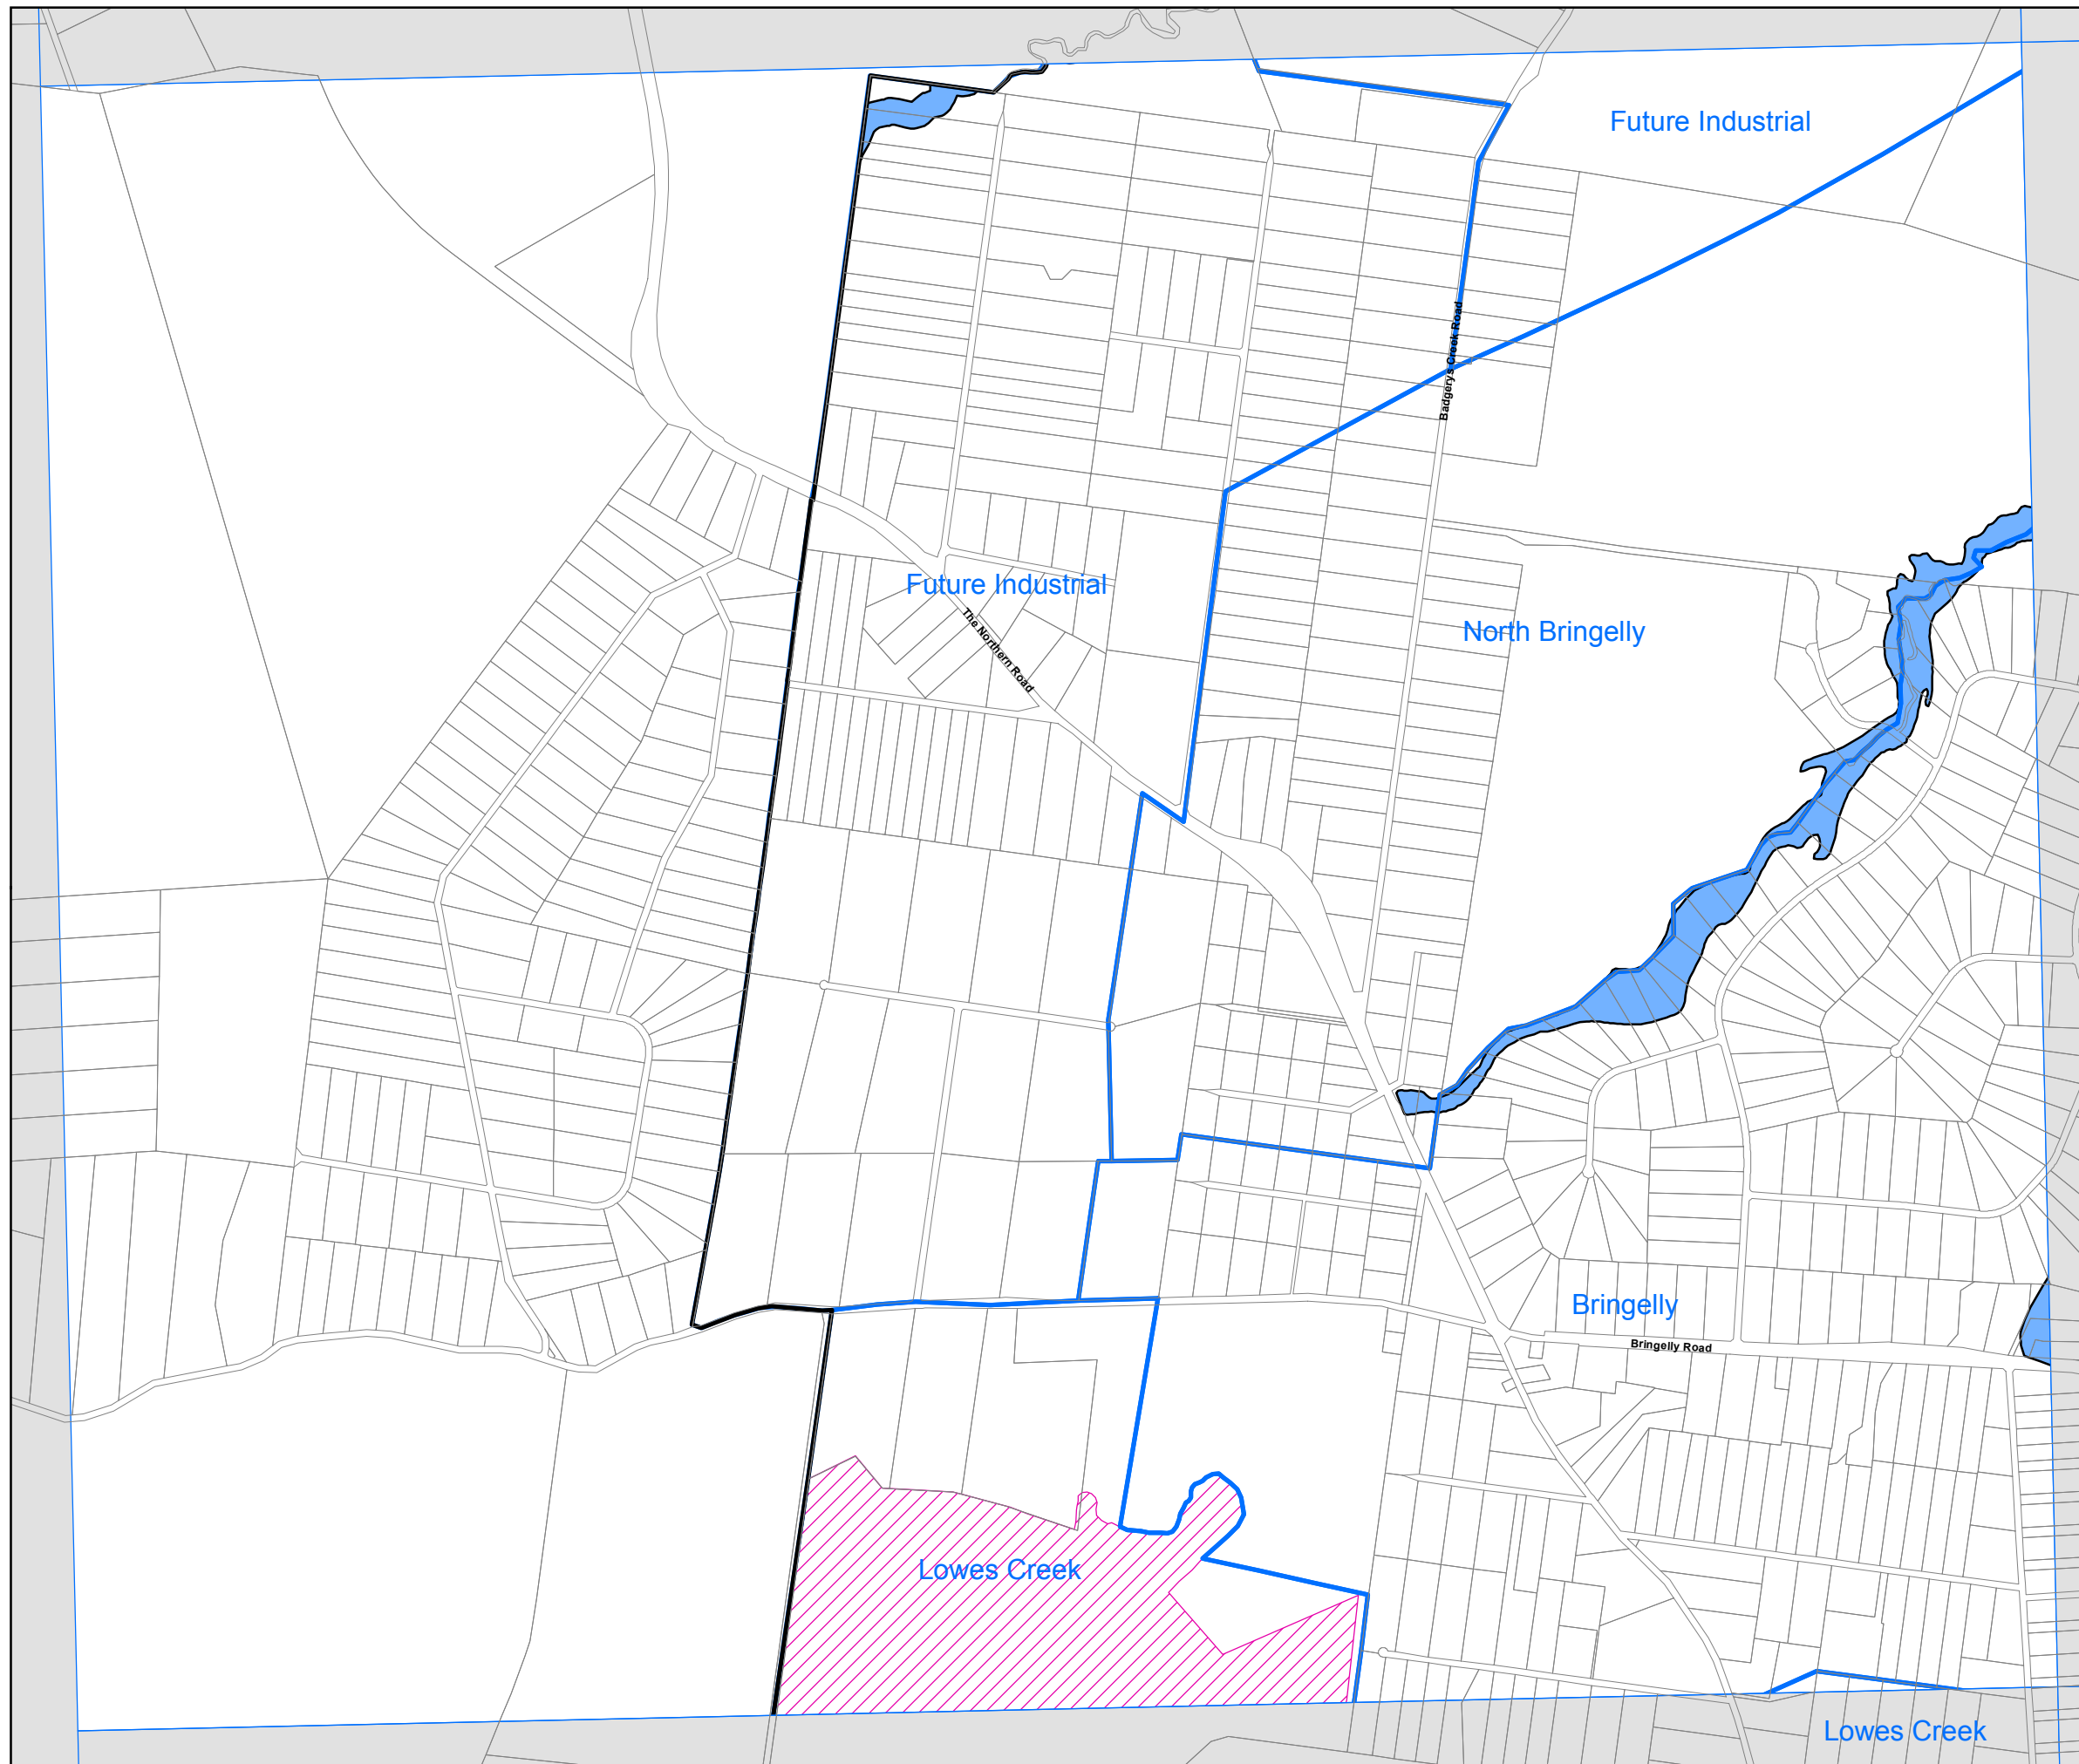 Future Industrial
Badgerys Creek Road
Future Industrial
The Northern Road
North Bringelly
Bringelly
Bringelly Road
Lowes Creek
Lowes Creek